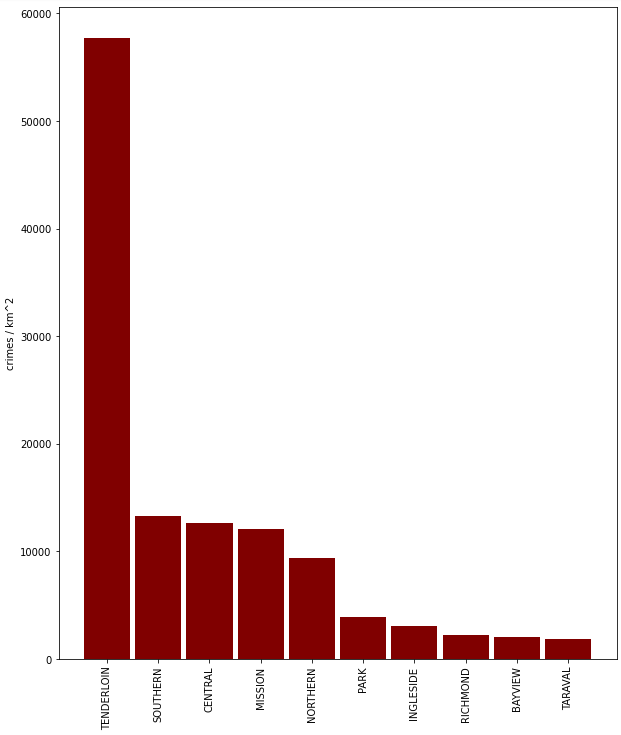 60000
50000
40000
30000
20000
10000
0
crimes / km^2
TENDERLOIN
SOUTHERN
CENTRAL
MISSION
NORTHERN
PARK
INGLESIDE
RICHMOND
BAYVIEW
TARAVAL